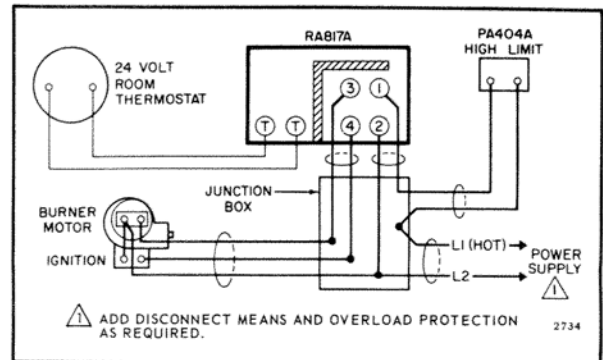 RA817A
PA404A
HIGH LIMIT
24 VOLT
ROOM
THERMOSTAT
3 1
T T 4 2
JUNCTION
BOX
BURNER
MOTOR
IGNITION
L1 (HOT)
L2
POWER
SUPPLY
1
1 ADD DISCONNECT MEANS AND OVERLOAD PROTECTION
AS REQUIRED.
2734